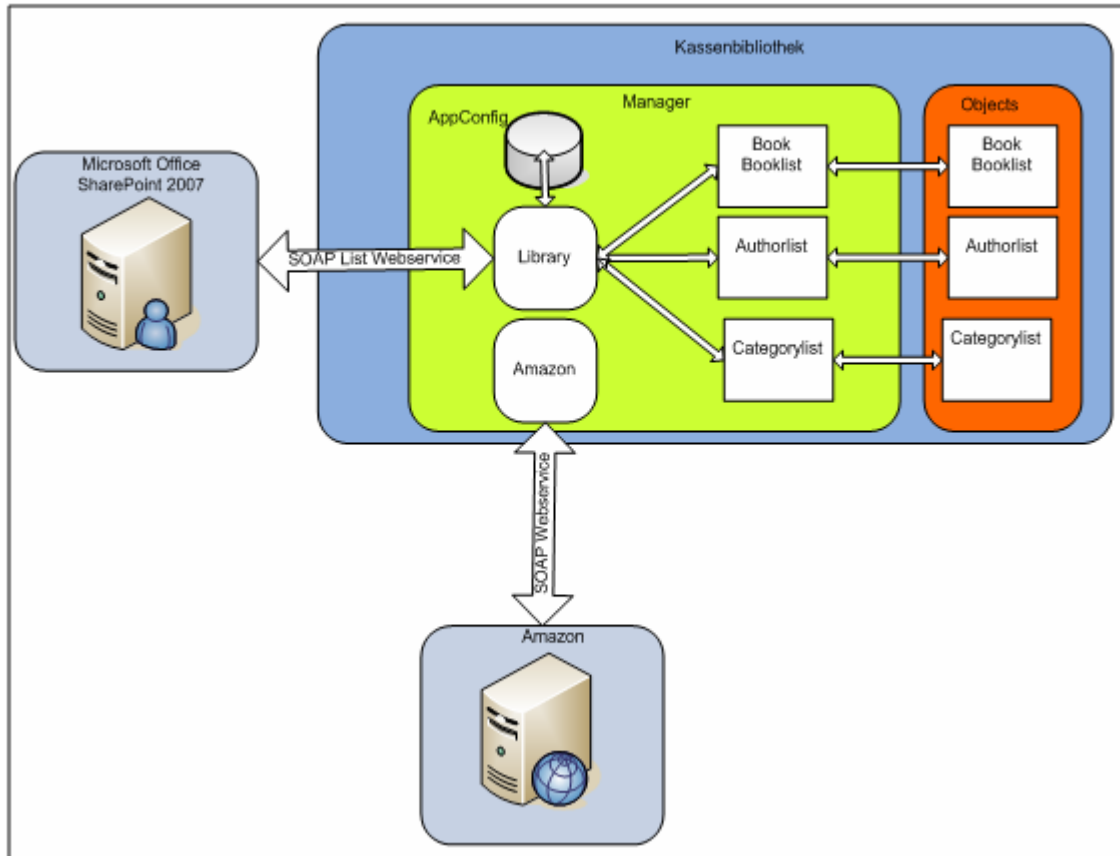 Kassenbibliothek
Manager
Objects
AppConfig
Microsoft Office
SharePoint 2007
Book
Booklist
Book
Booklist
SOAP List Webservice
Library
Authorlist
Authorlist
Amazon
Categorylist
Categorylist
SOAP Webservice
Amazon